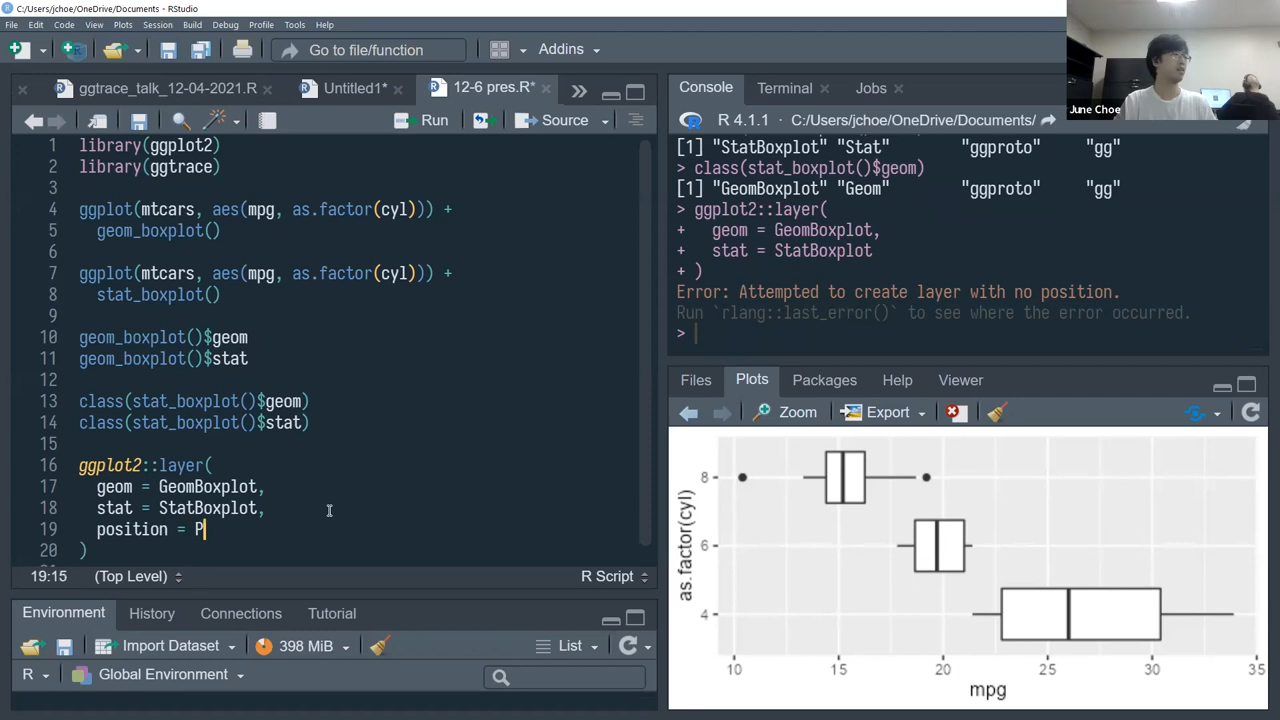 C:/Users/jchoe/OneDrive/Documents - RStudio
File Edit Code View Plots Session Build Debug Profile Tools Help
Go to file/function Addins
ggtrace_talk_12-04-2021.R Untitled1* 12-6 pres.R*
Run Source
1 library(ggplot2)
2 library(ggtrace)
3
4 ggplot(mtcars, aes(mpg, as.factor(cyl))) +
5 geom_boxplot()
6
7 ggplot(mtcars, aes(mpg, as.factor(cyl))) +
8 stat_boxplot()
9
10 geom_boxplot()$geom
11 geom_boxplot()$stat
12
13 class(stat_boxplot()$geom)
14 class(stat_boxplot()$stat)
15
16 ggplot2::layer(
17 geom = GeomBoxplot,
18 stat = StatBoxplot,
19 position = P
20 )
19:15 (Top Level) R Script
Environment History Connections Tutorial
Import Dataset 398 MiB List
R Global Environment
Console Terminal Jobs
R 4.1.1 · C:/Users/jchoe/OneDrive/Documents/
[1] "StatBoxplot" "Stat" "ggproto" "gg"
> class(stat_boxplot()$geom)
[1] "GeomBoxplot" "Geom" "ggproto" "gg"
> ggplot2::layer(
+ geom = GeomBoxplot,
+ stat = StatBoxplot
+ )
Error: Attempted to create layer with no position.
Run `rlang::last_error()` to see where the error occurred.
>
Files Plots Packages Help Viewer
Zoom Export
as.factor(cyl)
8
6
4
10 15 20 25 30 35
mpg
June Choe